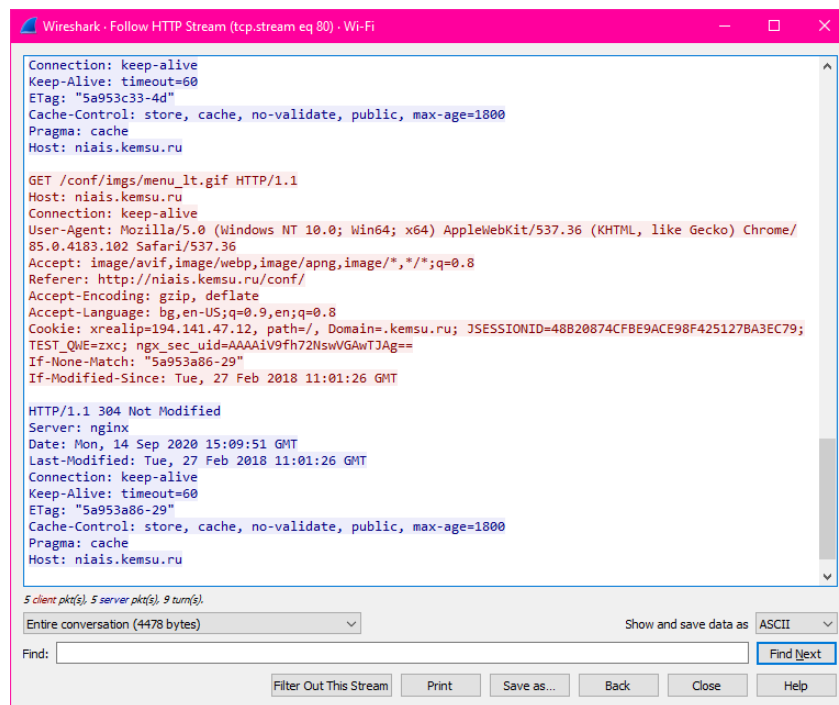 Wireshark · Follow HTTP Stream (tcp.stream eq 80) · Wi-Fi
Connection: keep-alive
Keep-Alive: timeout=60
ETag: "5a953c33-4d"
Cache-Control: store, cache, no-validate, public, max-age=1800
Pragma: cache
Host: niais.kemsu.ru
GET /conf/imgs/menu_lt.gif HTTP/1.1
Host: niais.kemsu.ru
Connection: keep-alive
User-Agent: Mozilla/5.0 (Windows NT 10.0; Win64; x64) AppleWebKit/537.36 (KHTML, like Gecko) Chrome/
85.0.4183.102 Safari/537.36
Accept: image/avif,image/webp,image/apng,image/*,*/*;q=0.8
Referer: http://niais.kemsu.ru/conf/
Accept-Encoding: gzip, deflate
Accept-Language: bg,en-US;q=0.9,en;q=0.8
Cookie: xrealip=194.141.47.12, path=/, Domain=.kemsu.ru; JSESSIONID=48B20874CFBE9ACE98F425127BA3EC79;
TEST_QWE=zxc; ngx_sec_uid=AAAAiV9fh72NswVGAwTJAg==
If-None-Match: "5a953a86-29"
If-Modified-Since: Tue, 27 Feb 2018 11:01:26 GMT
HTTP/1.1 304 Not Modified
Server: nginx
Date: Mon, 14 Sep 2020 15:09:51 GMT
Last-Modified: Tue, 27 Feb 2018 11:01:26 GMT
Connection: keep-alive
Keep-Alive: timeout=60
ETag: "5a953a86-29"
Cache-Control: store, cache, no-validate, public, max-age=1800
Pragma: cache
Host: niais.kemsu.ru
5 client pkt(s), 5 server pkt(s), 9 turn(s).
Entire conversation (4478 bytes) Show and save data as ASCII
Find: Find Next
Filter Out This Stream Print Save as... Back Close Help